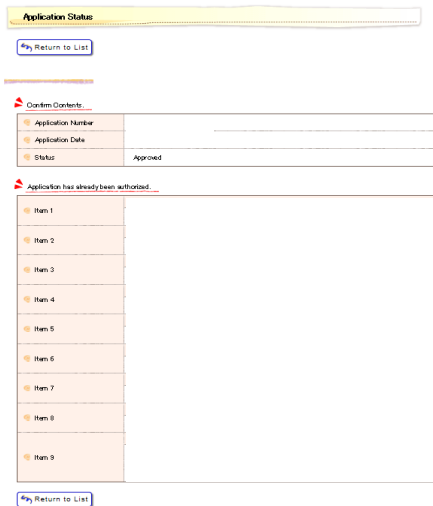 Application Status
Return to List
Confirm Contents.
Application Number
Application Date
Status Approved
Application has already been authorized.
Item 1
Item 2
Item 3
Item 4
Item 5
Item 6
Item 7
Item 8
Item 9
Return to List